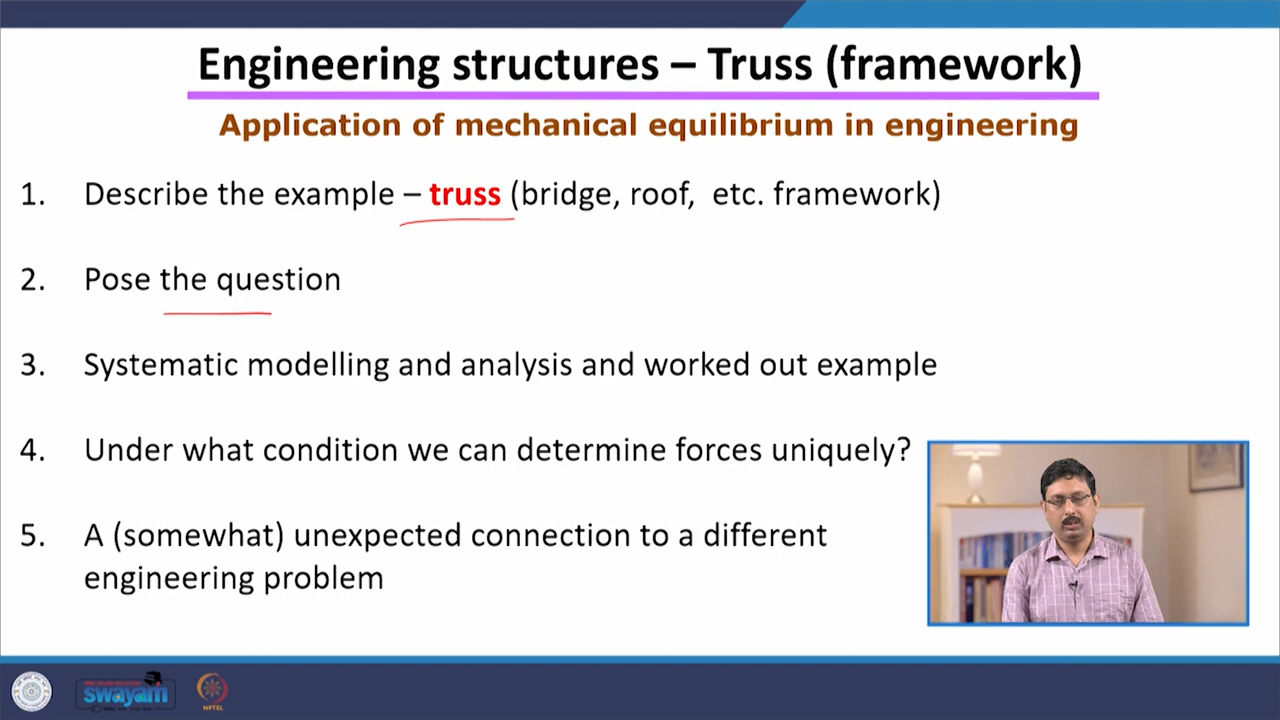 Engineering structures – Truss (framework)
Application of mechanical equilibrium in engineering
1. Describe the example – truss (bridge, roof, etc. framework)
2. Pose the question
3. Systematic modelling and analysis and worked out example
4. Under what condition we can determine forces uniquely?
5. A (somewhat) unexpected connection to a different
engineering problem
swayam
NPTEL